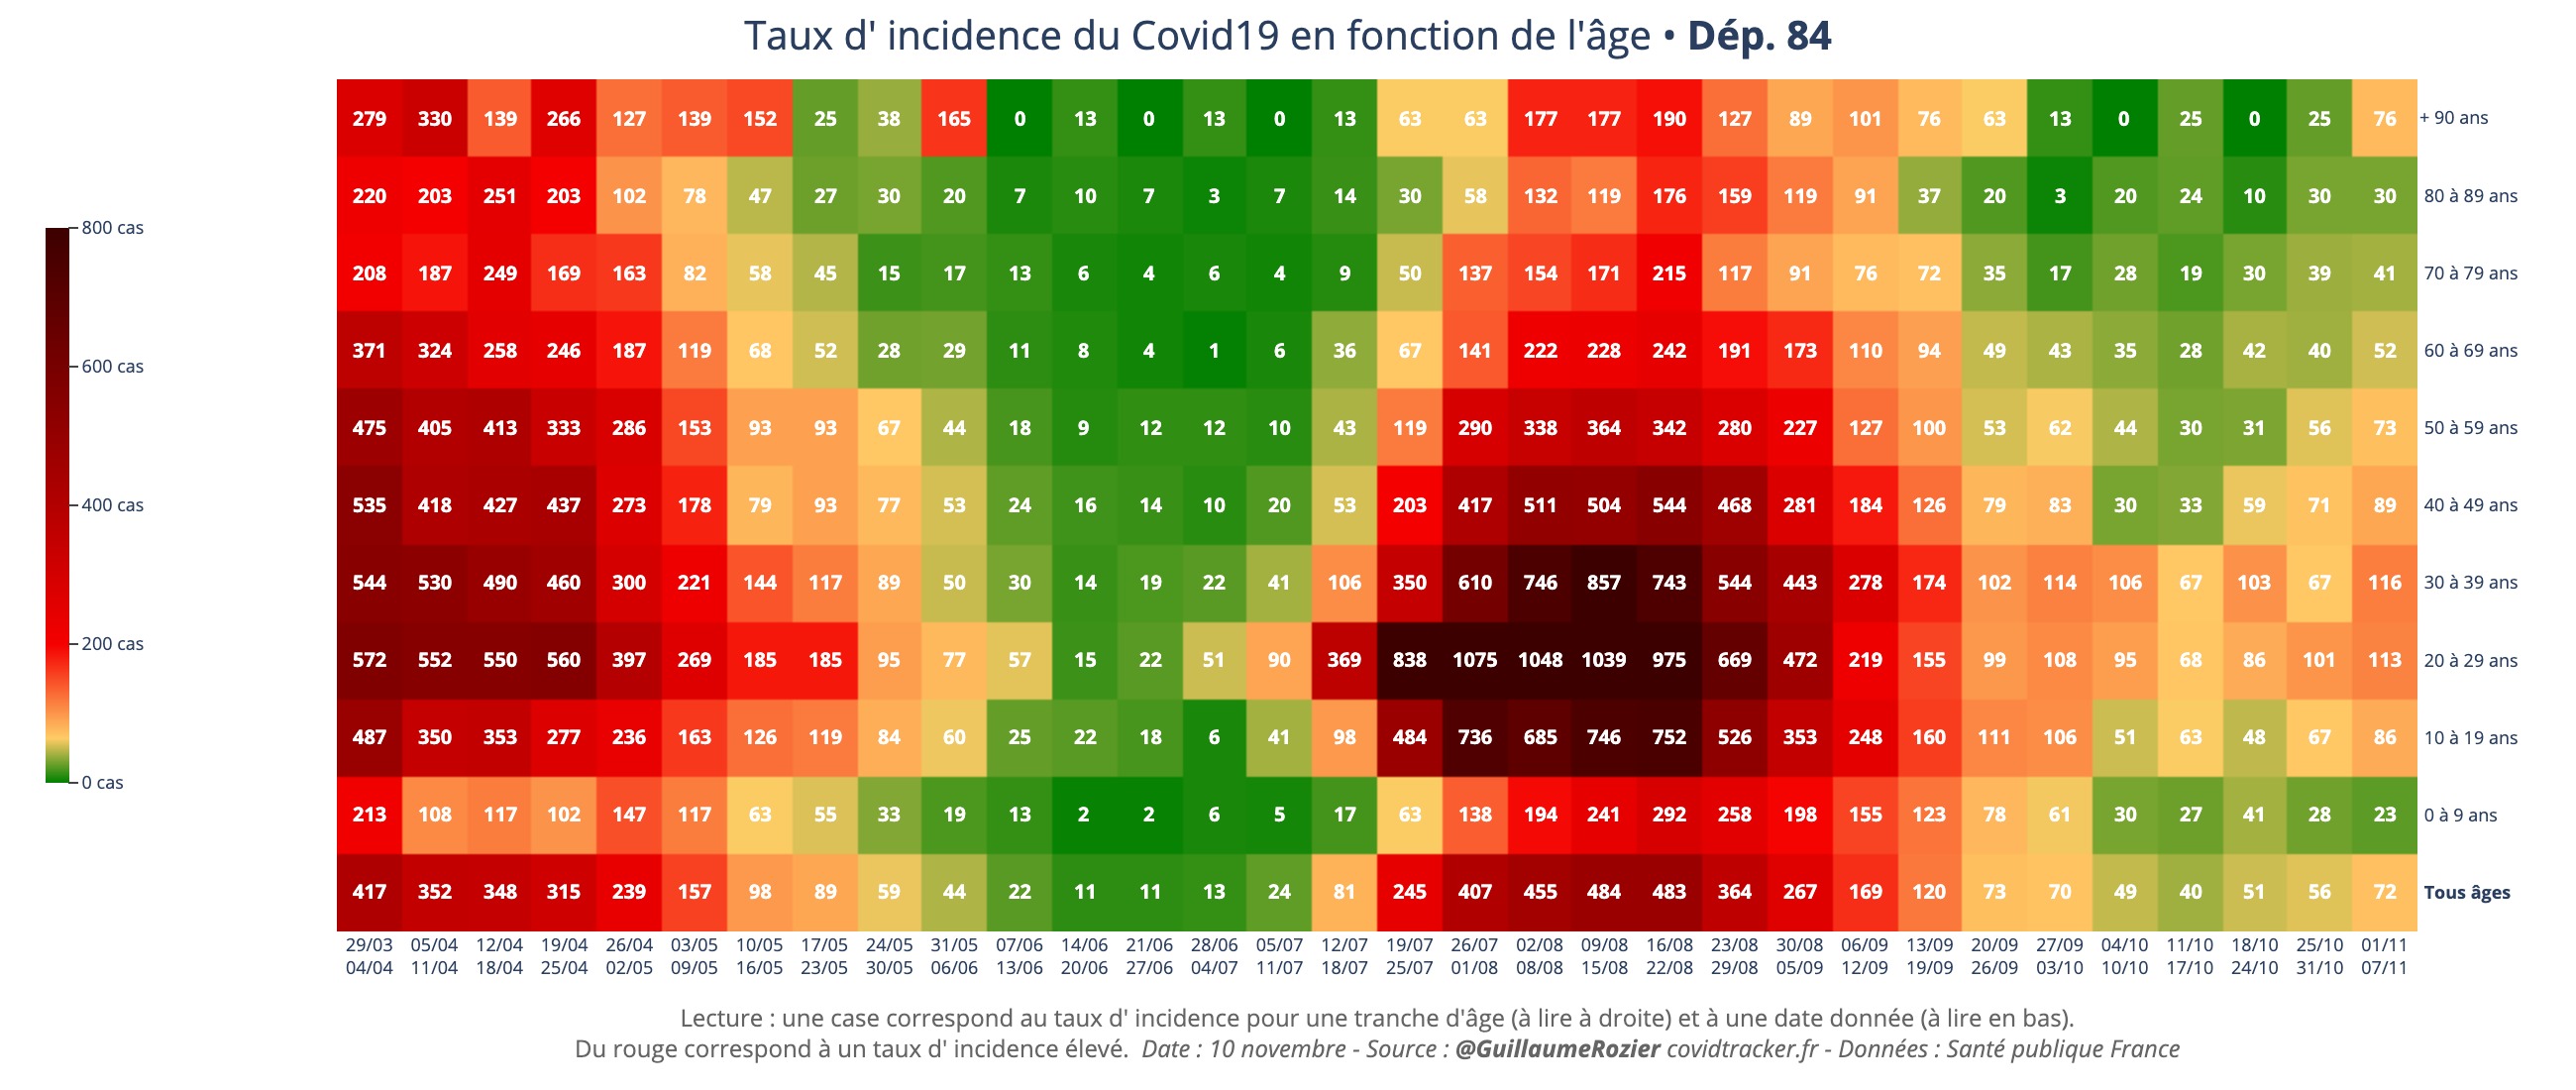 Taux d' incidence du Covid19 en fonction de l'âge • Dép. 84
279 330 139 266 127 139 152 25 38 165 0 13 0 13 0 13 63 63 177 177 190 127 89 101 76 63 13 0 25 0 25 76 + 90 ans
220 203 251 203 102 78 47 27 30 20 7 10 7 3 7 14 30 58 132 119 176 159 119 91 37 20 3 20 24 10 30 30 80 à 89 ans
800 cas
208 187 249 169 163 82 58 45 15 17 13 6 4 6 4 9 50 137 154 171 215 117 91 76 72 35 17 28 19 30 39 41 70 à 79 ans
371 324 258 246 187 119 68 52 28 29 11 8 4 1 6 36 67 141 222 228 242 191 173 110 94 49 43 35 28 42 40 52 60 à 69 ans
600 cas
475 405 413 333 286 153 93 93 67 44 18 9 12 12 10 43 119 290 338 364 342 280 227 127 100 53 62 44 30 31 56 73 50 à 59 ans
400 cas
535 418 427 437 273 178 79 93 77 53 24 16 14 10 20 53 203 417 511 504 544 468 281 184 126 79 83 30 33 59 71 89 40 à 49 ans
544 530 490 460 300 221 144 117 89 50 30 14 19 22 41 106 350 610 746 857 743 544 443 278 174 102 114 106 67 103 67 116 30 à 39 ans
200 cas
572 552 550 560 397 269 185 185 95 77 57 15 22 51 90 369 838 1075 1048 1039 975 669 472 219 155 99 108 95 68 86 101 113 20 à 29 ans
487 350 353 277 236 163 126 119 84 60 25 22 18 6 41 98 484 736 685 746 752 526 353 248 160 111 106 51 63 48 67 86 10 à 19 ans
0 cas
213 108 117 102 147 117 63 55 33 19 13 2 2 6 5 17 63 138 194 241 292 258 198 155 123 78 61 30 27 41 28 23 0 à 9 ans
417 352 348 315 239 157 98 89 59 44 22 11 11 13 24 81 245 407 455 484 483 364 267 169 120 73 70 49 40 51 56 72 Tous âges
29/03 05/04 12/04 19/04 26/04 03/05 10/05 17/05 24/05 31/05 07/06 14/06 21/06 28/06 05/07 12/07 19/07 26/07 02/08 09/08 16/08 23/08 30/08 06/09 13/09 20/09 27/09 04/10 11/10 18/10 25/10 01/11
04/04 11/04 18/04 25/04 02/05 09/05 16/05 23/05 30/05 06/06 13/06 20/06 27/06 04/07 11/07 18/07 25/07 01/08 08/08 15/08 22/08 29/08 05/09 12/09 19/09 26/09 03/10 10/10 17/10 24/10 31/10 07/11
Lecture : une case correspond au taux d' incidence pour une tranche d'âge (à lire à droite) et à une date donnée (à lire en bas).
Du rouge correspond à un taux d' incidence élevé. Date : 10 novembre - Source : @GuillaumeRozier covidtracker.fr - Données : Santé publique France